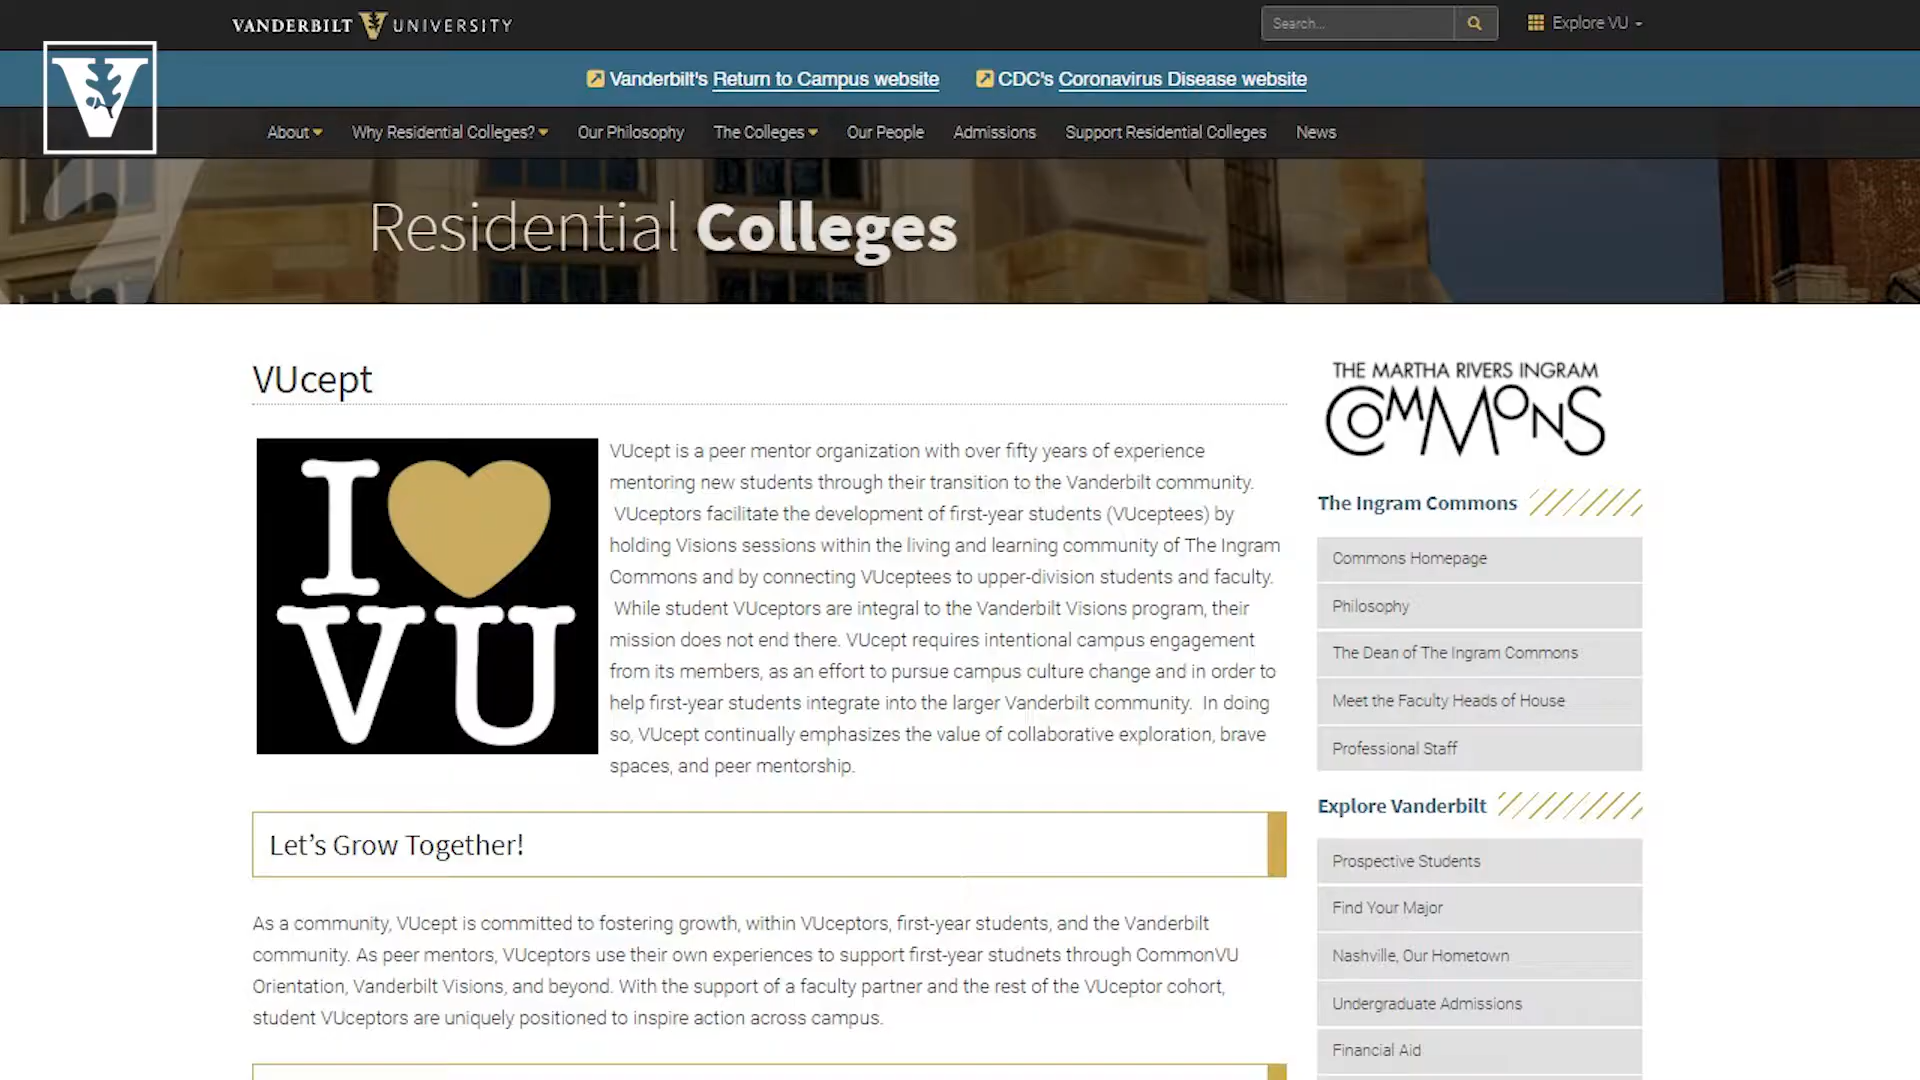 VANDERBILT UNIVERSITY
Search...
Explore VU
Vanderbilt's Return to Campus website
CDC's Coronavirus Disease website
V
About
Why Residential Colleges?
Our Philosophy
The Colleges
Our People
Admissions
Support Residential Colleges
News
Residential Colleges
VUcept
I
VU
VUcept is a peer mentor organization with over fifty years of experience
mentoring new students through their transition to the Vanderbilt community.
VUceptors facilitate the development of first-year students (VUceptees) by
holding Visions sessions within the living and learning community of The Ingram
Commons and by connecting VUceptees to upper-division students and faculty.
While student VUceptors are integral to the Vanderbilt Visions program, their
mission does not end there. VUcept requires intentional campus engagement
from its members, as an effort to pursue campus culture change and in order to
help first-year students integrate into the larger Vanderbilt community. In doing
so, VUcept continually emphasizes the value of collaborative exploration, brave
spaces, and peer mentorship.
Let's Grow Together!
As a community, VUcept is committed to fostering growth, within VUceptors, first-year students, and the Vanderbilt
community. As peer mentors, VUceptors use their own experiences to support first-year studnets through CommonVU
Orientation, Vanderbilt Visions, and beyond. With the support of a faculty partner and the rest of the VUceptor cohort,
student VUceptors are uniquely positioned to inspire action across campus.
THE MARTHA RIVERS INGRAM
COMMONS
The Ingram Commons
Commons Homepage
Philosophy
The Dean of The Ingram Commons
Meet the Faculty Heads of House
Professional Staff
Explore Vanderbilt
Prospective Students
Find Your Major
Nashville, Our Hometown
Undergraduate Admissions
Financial Aid